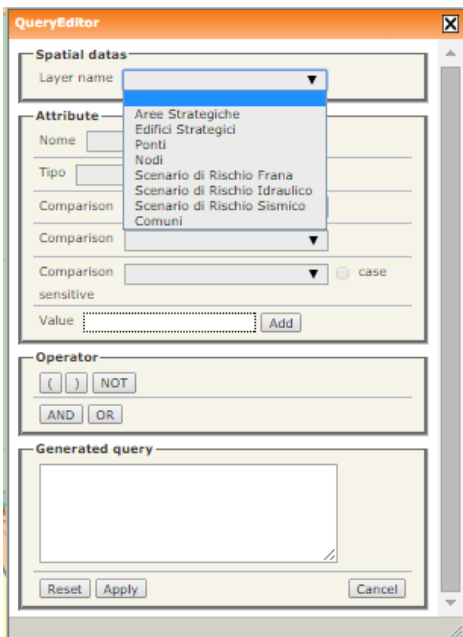 QueryEditor
Spatial datas
Layer name
Aree Strategiche
Edifici Strategici
Ponti
Nodi
Scenario di Rischio Frana
Scenario di Rischio Idraulico
Scenario di Rischio Sismico
Comuni
Attribute
Nome
Tipo
Comparison
Comparison
Comparison case
sensitive
Value Add
Operator
( ) NOT
AND OR
Generated query
Reset Apply Cancel